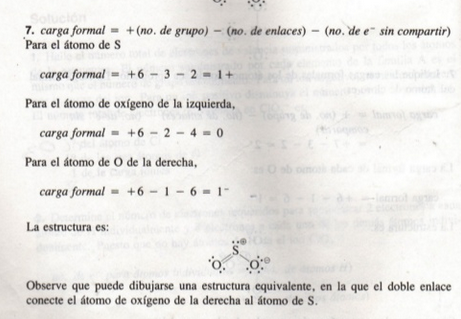 7. carga formal = +(no. de grupo) − (no. de enlaces) − (no. de e⁻ sin compartir)
Para el átomo de S
carga formal = +6 − 3 − 2 = 1+
Para el átomo de oxígeno de la izquierda,
carga formal = +6 − 2 − 4 = 0
Para el átomo de O de la derecha,
carga formal = +6 − 1 − 6 = 1⁻
La estructura es:
S⊕
O O⊖
Observe que puede dibujarse una estructura equivalente, en la que el doble enlace
conecte el átomo de oxígeno de la derecha al átomo de S.